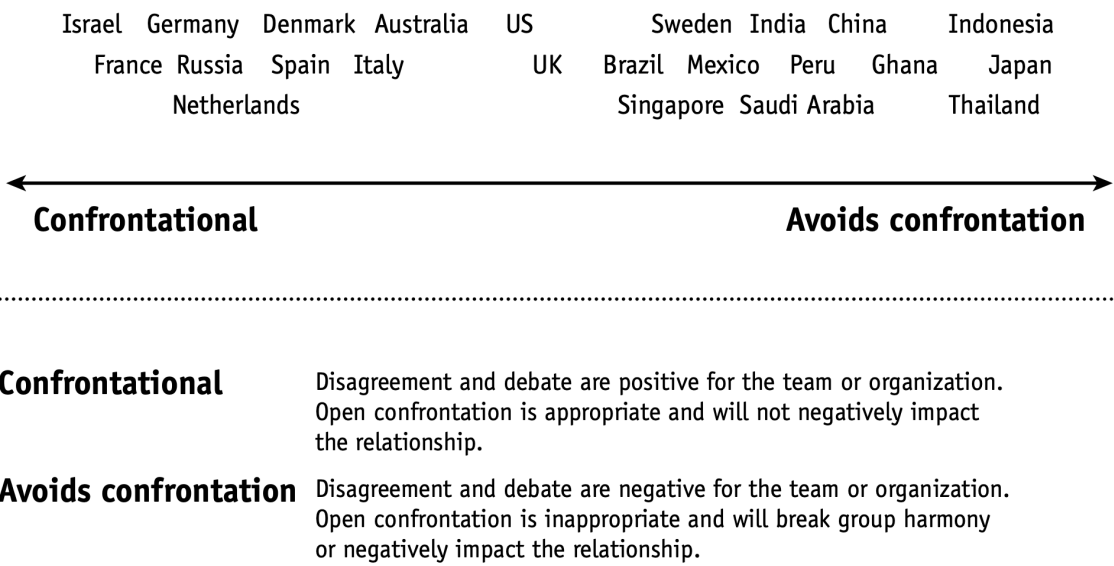 Israel Germany Denmark Australia US Sweden India China Indonesia
France Russia Spain Italy UK Brazil Mexico Peru Ghana Japan
Netherlands Singapore Saudi Arabia Thailand
Confrontational Avoids confrontation
Confrontational Disagreement and debate are positive for the team or organization.
Open confrontation is appropriate and will not negatively impact
the relationship.
Avoids confrontation Disagreement and debate are negative for the team or organization.
Open confrontation is inappropriate and will break group harmony
or negatively impact the relationship.